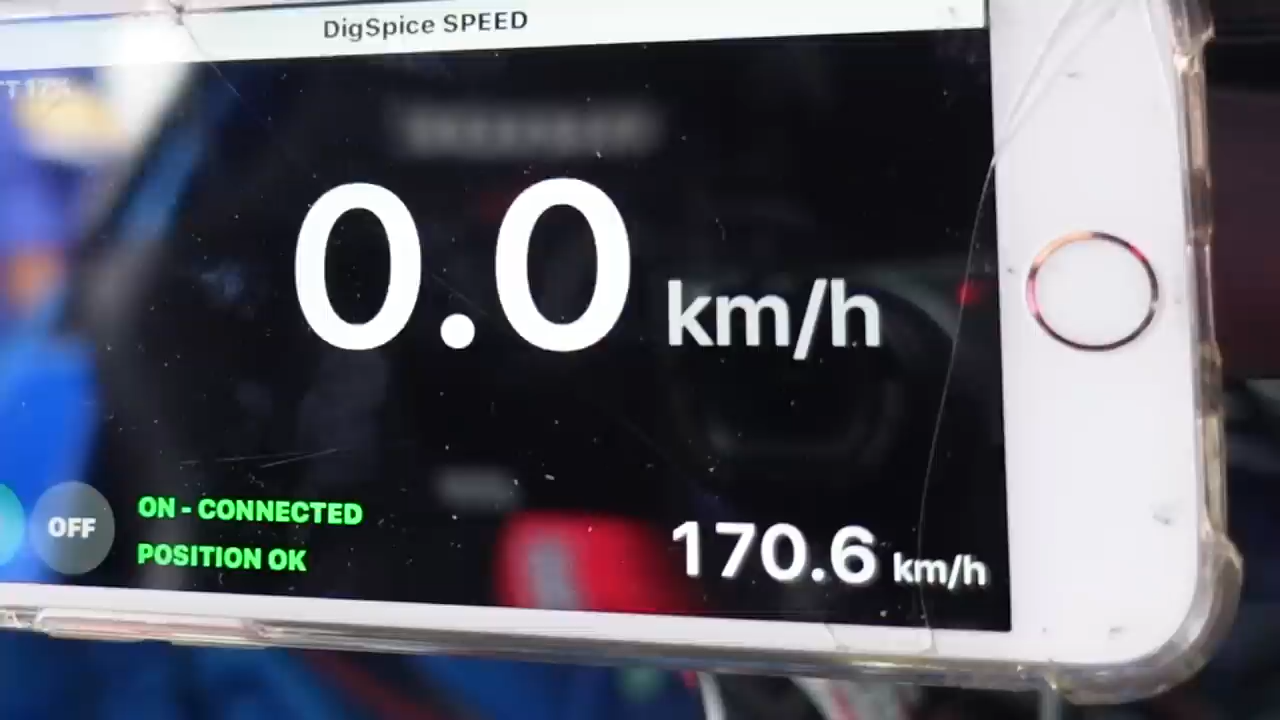 DigSpice SPEED
0.0 km/h
OFF
ON - CONNECTED
POSITION OK
170.6 km/h